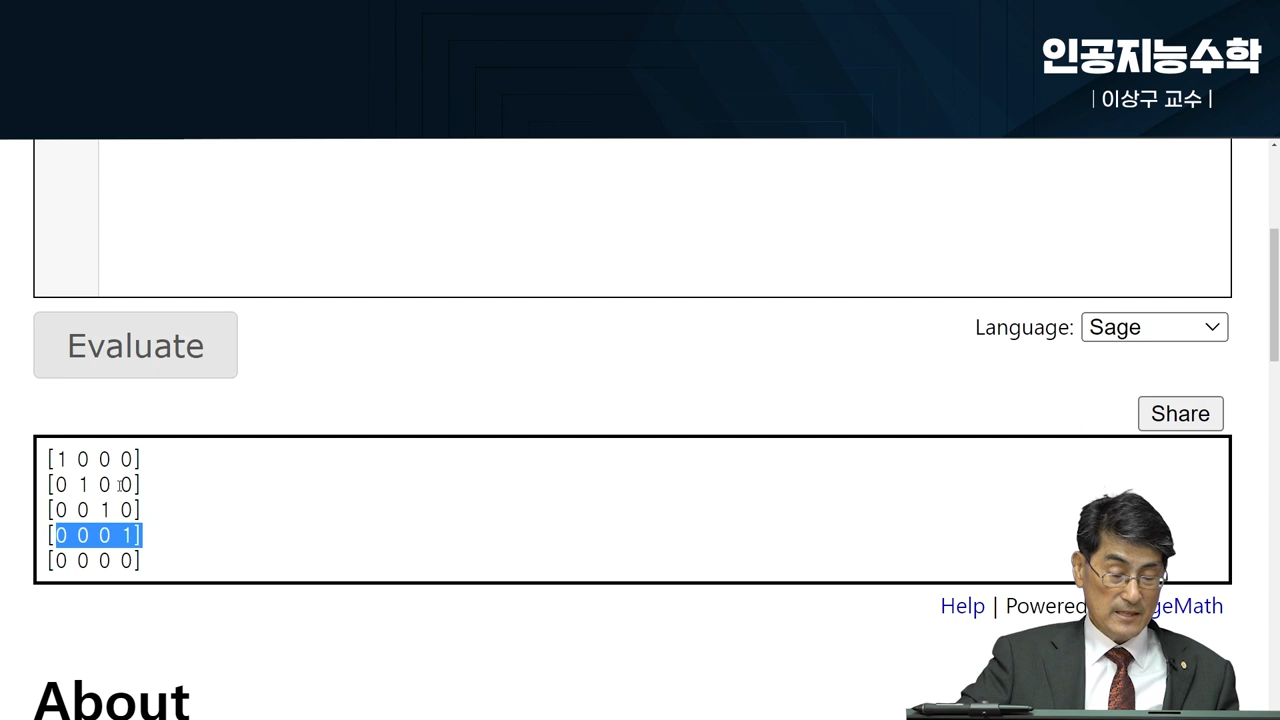 인공지능수학
| 이상구 교수 |
Evaluate
Language: Sage
Share
[1 0 0 0]
[0 1 0 0]
[0 0 1 0]
[0 0 0 1]
[0 0 0 0]
Help | Powered geMath
About